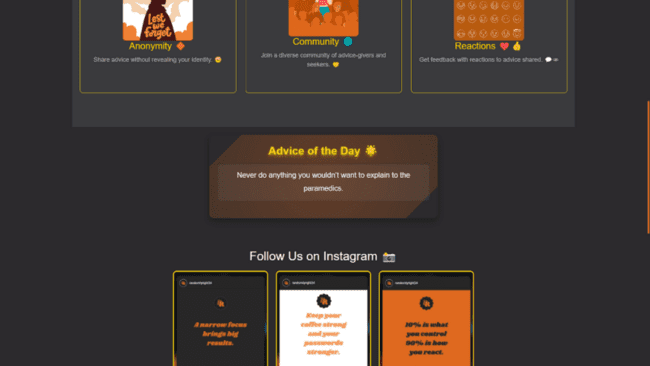 Lest
we
forget
Anonymity
Community
Reactions
Share advice without revealing your identity.
Join a diverse community of advice-givers and
seekers.
Get feedback with reactions to advice shared.
Advice of the Day
Never do anything you wouldn't want to explain to the
paramedics.
Follow Us on Instagram
A narrow focus
brings big
results.
Keep your
coffee strong
and your
passwords
stronger.
10% is what
you control
90% is how
you react.